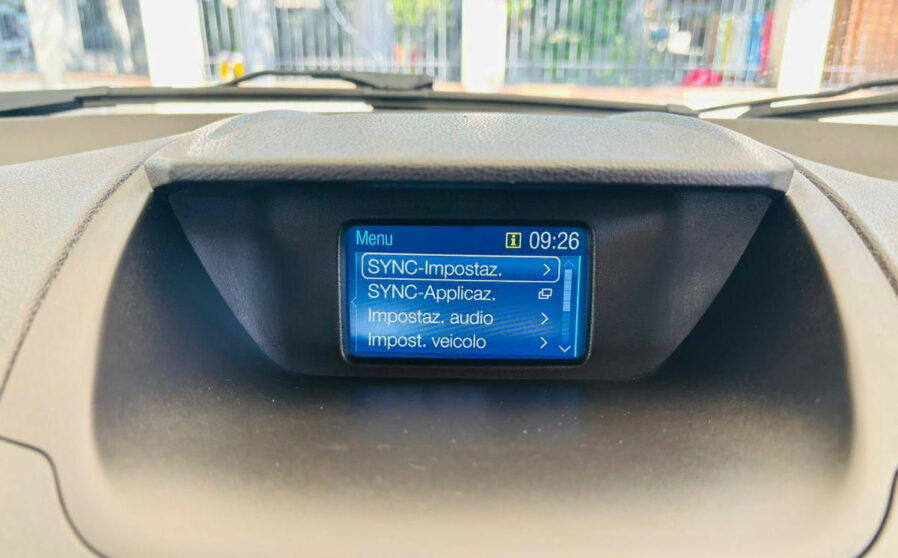 Menu i 09:26
SYNC-Impostaz.
SYNC-Applicaz.
Impostaz. audio
Impost. veicolo